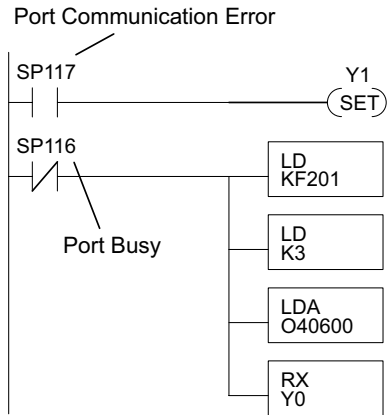 Port Communication Error
SP117
Y1
SET
SP116
Port Busy
LD
KF201
LD
K3
LDA
O40600
RX
Y0